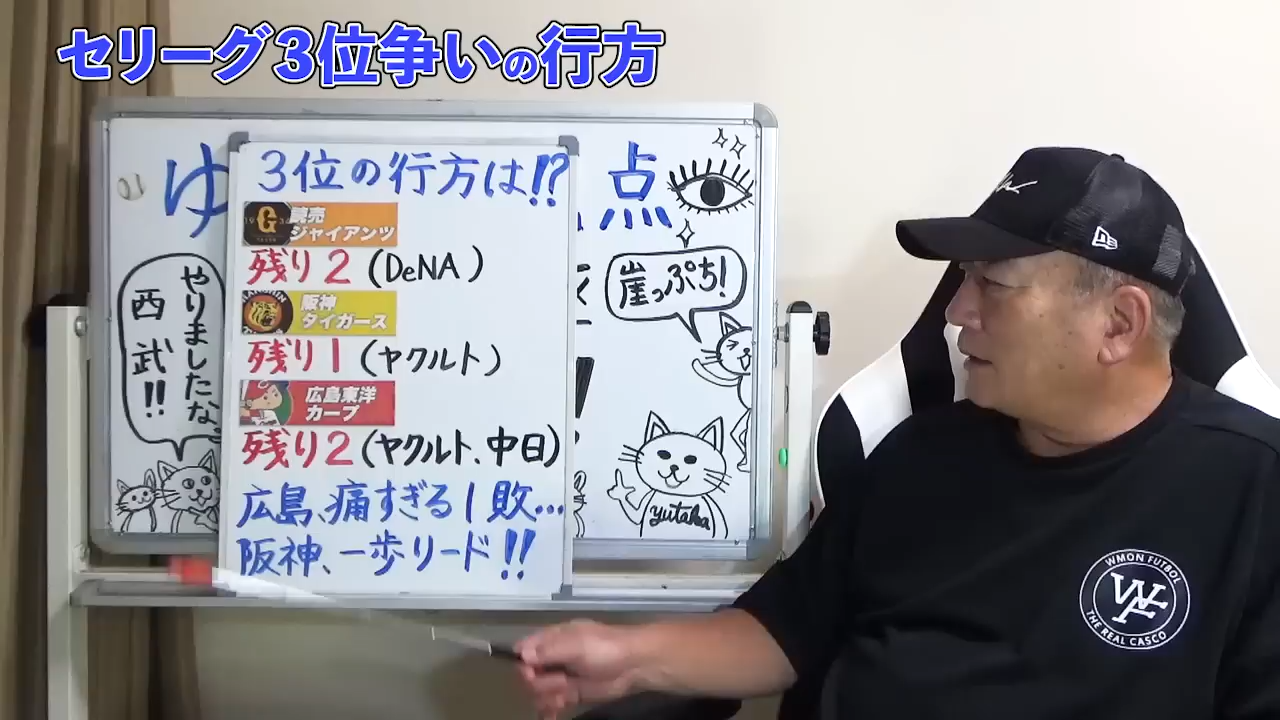 セリーグ3位争いの行方
ゆ
点
3位の行方は!?
G
読売
ジャイアンツ
残り2(DeNA)
阪神
タイガース
残り1(ヤクルト)
広島東洋
カープ
残り2(ヤクルト、中日)
広島、痛すぎる1敗…
阪神、一歩リード!!
やりましたな
西武!!
崖っぷち!
yutaka
WMON FUTBOL
WF
THE REAL CASCO